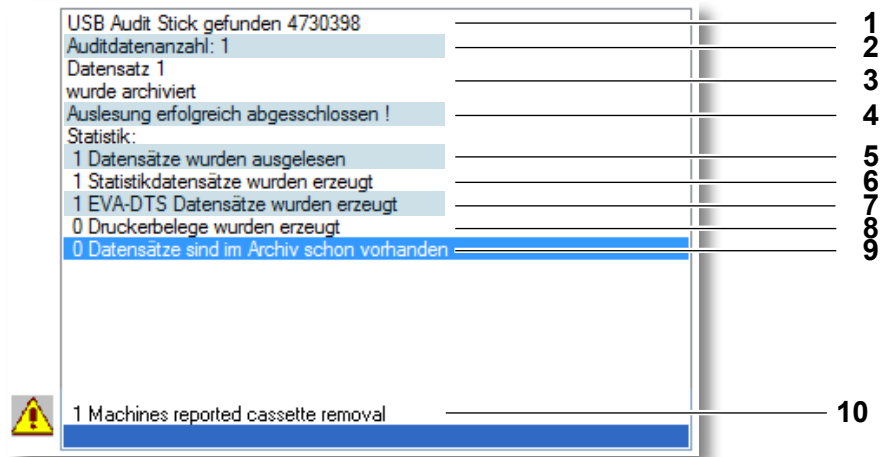 USB Audit Stick gefunden 4730398 1
Auditdatenanzahl: 1 2
Datensatz 1
wurde archiviert 3
Auslesung erfolgreich abgesschlossen ! 4
Statistik:
1 Datensätze wurden ausgelesen 5
1 Statistikdatensätze wurden erzeugt 6
1 EVA-DTS Datensätze wurden erzeugt 7
0 Druckerbelege wurden erzeugt 8
0 Datensätze sind im Archiv schon vorhanden 9
1 Machines reported cassette removal 10